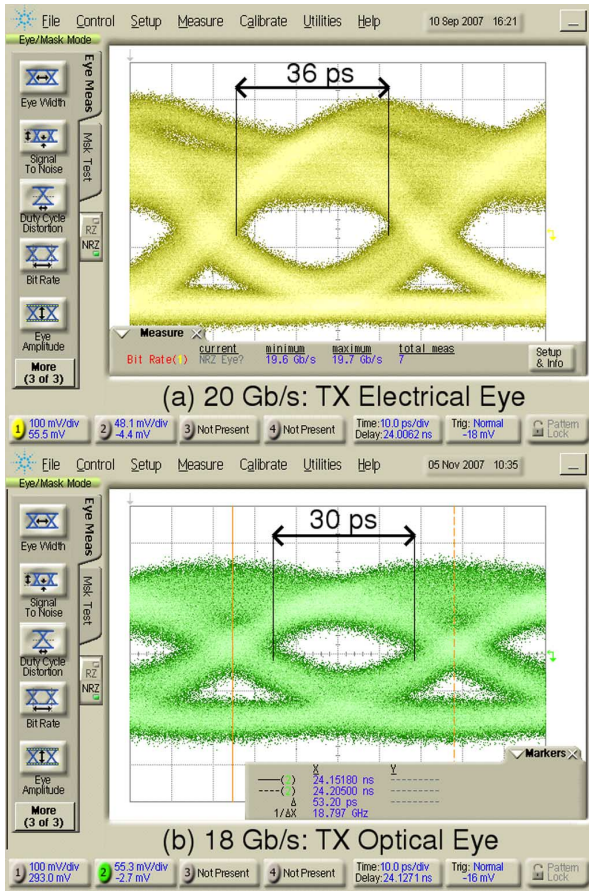 File Control Setup Measure Calibrate Utilities Help 10 Sep 2007 16:21
Eye/Mask Mode
Eye Meas
Msk Test
Eye Width
Signal
To Noise
Duty Cycle
Distortion
RZ
NRZ
Bit Rate
Eye
Amplitude
More
(3 of 3)
36 ps
Measure
current minimum maximum total meas
Bit Rate(1) NRZ Eye? 19.6 Gb/s 19.7 Gb/s 7
Setup
& Info
(a) 20 Gb/s: TX Electrical Eye
1 100 mV/div 55.5 mV
2 48.1 mV/div -4.4 mV
3 Not Present
4 Not Present
Time:10.0 ps/div Delay:24.0062 ns
Trig: Normal -18 mV
Pattern Lock
File Control Setup Measure Calibrate Utilities Help 05 Nov 2007 10:35
Eye/Mask Mode
Eye Meas
Msk Test
Eye Width
Signal
To Noise
Duty Cycle
Distortion
RZ
NRZ
Bit Rate
Eye
Amplitude
More
(3 of 3)
30 ps
Markers
X Y
24.15180 ns
24.20500 ns
Δ 53.20 ps
1/ΔX 18.797 GHz
(b) 18 Gb/s: TX Optical Eye
1 100 mV/div 293.0 mV
2 55.3 mV/div -2.7 mV
3 Not Present
4 Not Present
Time:10.0 ps/div Delay:24.1271 ns
Trig: Normal -16 mV
Pattern Lock